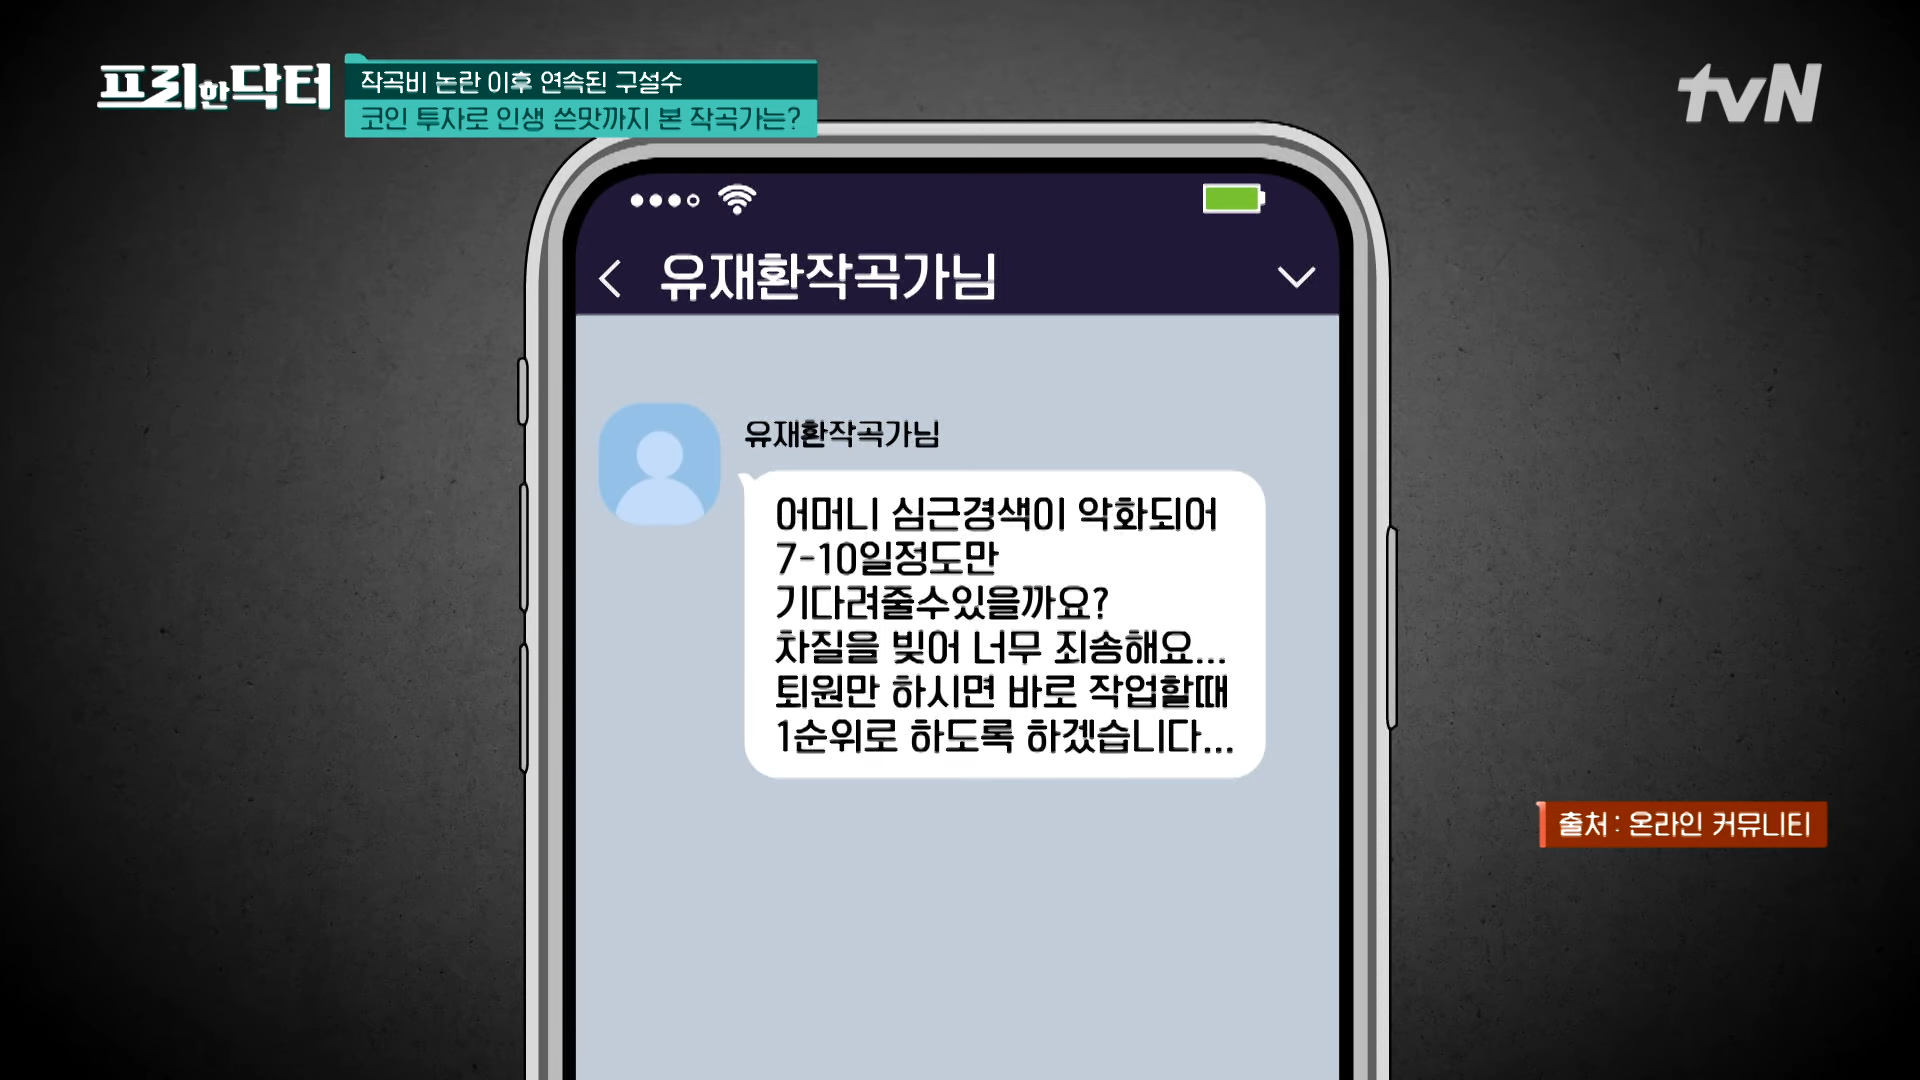 프리한닥터
작곡비 논란 이후 연속된 구설수
코인 투자로 인생 쓴맛까지 본 작곡가는?
tvN
유재환작곡가님
유재환작곡가님
어머니 심근경색이 악화되어
7-10일정도만
기다려줄수있을까요?
차질을 빚어 너무 죄송해요...
퇴원만 하시면 바로 작업할때
1순위로 하도록 하겠습니다...
출처 : 온라인 커뮤니티